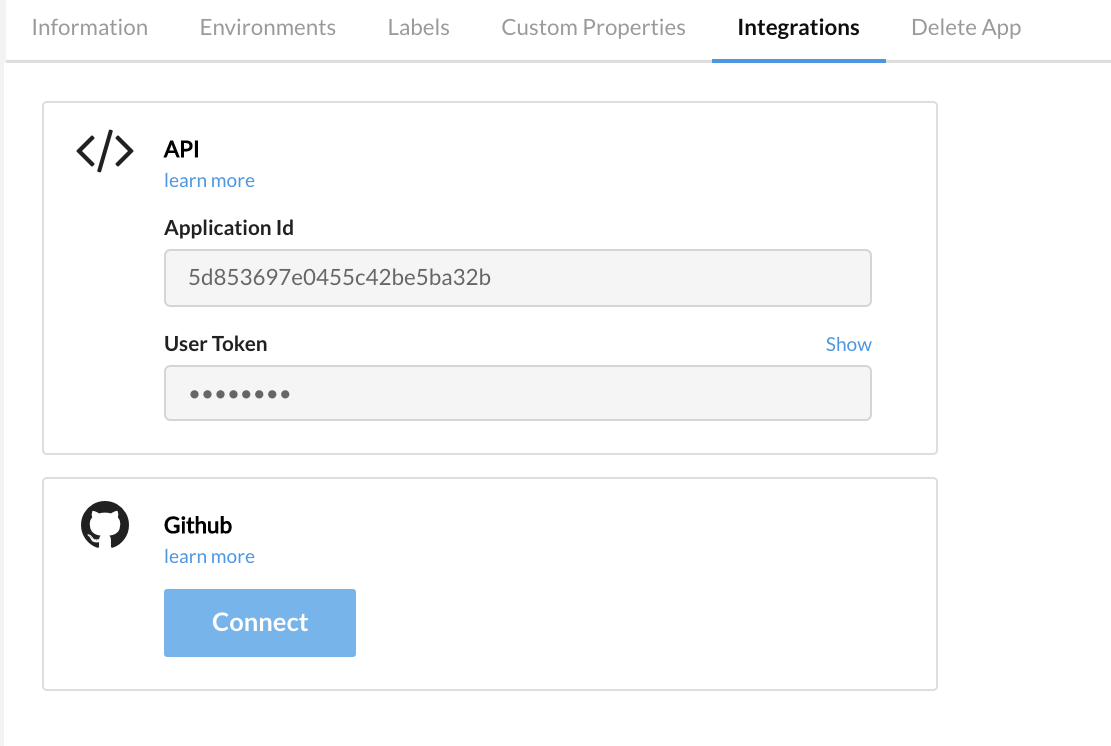 Information Environments Labels Custom Properties Integrations Delete App
API
learn more
Application Id
5d853697e0455c42be5ba32b
User Token Show
••••••••
Github
learn more
Connect